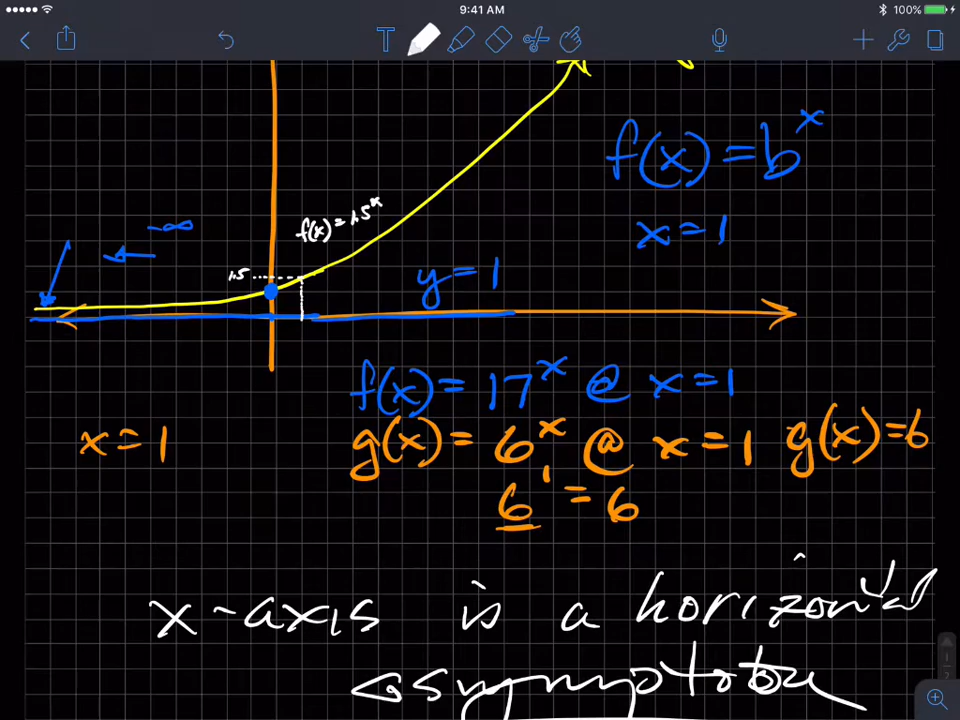 9:41 AM
100%
T
f(x) = b^x
x = 1
-∞
f(x) = 1.5^x
1.5
y = 1
f(x) = 17^x @ x = 1
x = 1
g(x) = 6^x @ x = 1 g(x) = 6
6^1 = 6
x-axis is a horizontal